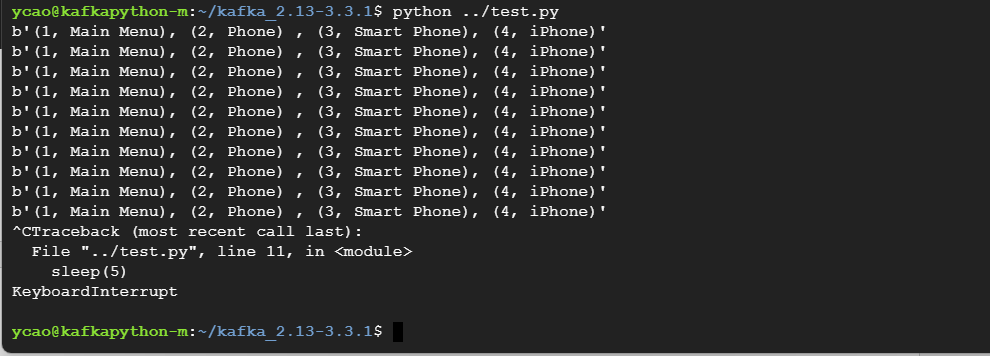 ycao@kafkapython-m:~/kafka_2.13-3.3.1$ python ../test.py
b'(1, Main Menu), (2, Phone) , (3, Smart Phone), (4, iPhone)'
b'(1, Main Menu), (2, Phone) , (3, Smart Phone), (4, iPhone)'
b'(1, Main Menu), (2, Phone) , (3, Smart Phone), (4, iPhone)'
b'(1, Main Menu), (2, Phone) , (3, Smart Phone), (4, iPhone)'
b'(1, Main Menu), (2, Phone) , (3, Smart Phone), (4, iPhone)'
b'(1, Main Menu), (2, Phone) , (3, Smart Phone), (4, iPhone)'
b'(1, Main Menu), (2, Phone) , (3, Smart Phone), (4, iPhone)'
b'(1, Main Menu), (2, Phone) , (3, Smart Phone), (4, iPhone)'
b'(1, Main Menu), (2, Phone) , (3, Smart Phone), (4, iPhone)'
b'(1, Main Menu), (2, Phone) , (3, Smart Phone), (4, iPhone)'
^CTraceback (most recent call last):
  File "../test.py", line 11, in <module>
    sleep(5)
KeyboardInterrupt
ycao@kafkapython-m:~/kafka_2.13-3.3.1$